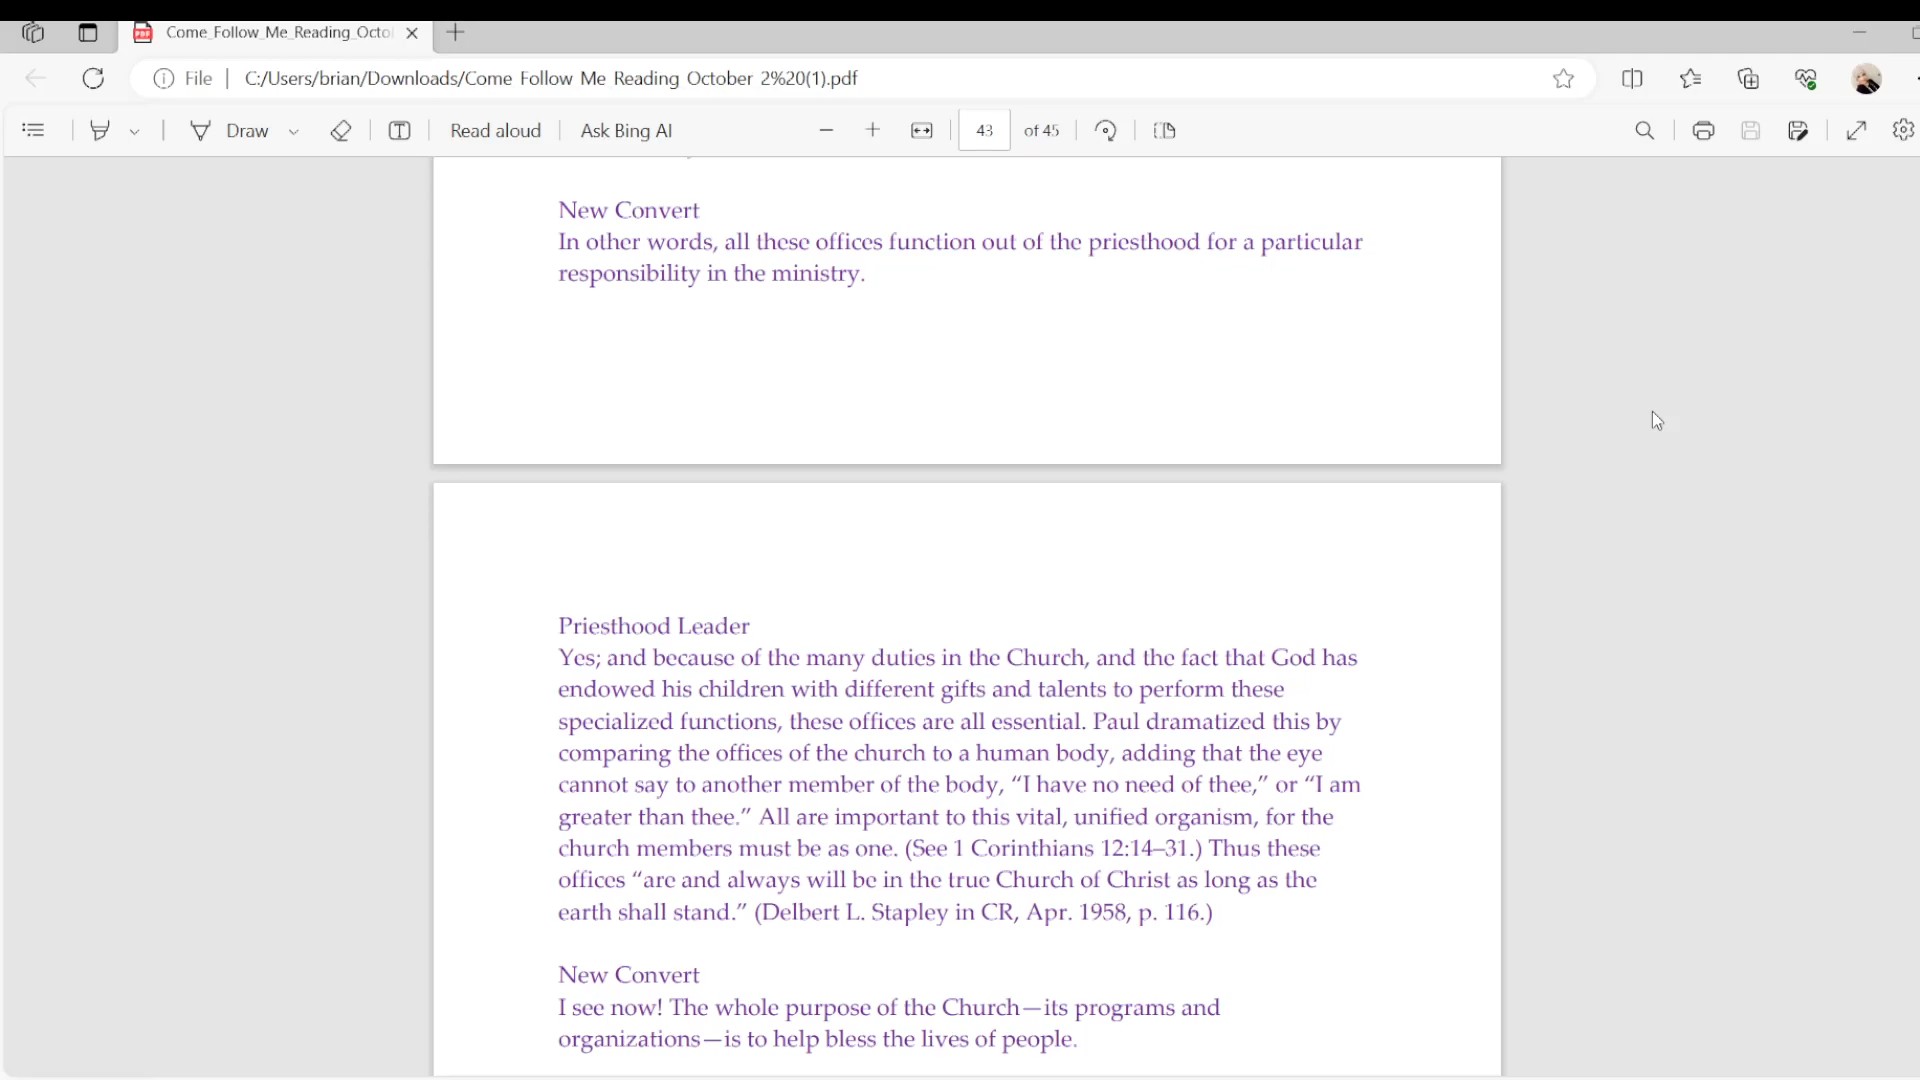 Come_Follow_Me_Reading_Octo
File
C:/Users/brian/Downloads/Come Follow Me Reading October 2%20(1).pdf
Draw
Read aloud
Ask Bing AI
43 of 45
New Convert
In other words, all these offices function out of the priesthood for a particular
responsibility in the ministry.
Priesthood Leader
Yes; and because of the many duties in the Church, and the fact that God has
endowed his children with different gifts and talents to perform these
specialized functions, these offices are all essential. Paul dramatized this by
comparing the offices of the church to a human body, adding that the eye
cannot say to another member of the body, “I have no need of thee,” or “I am
greater than thee.” All are important to this vital, unified organism, for the
church members must be as one. (See 1 Corinthians 12:14–31.) Thus these
offices “are and always will be in the true Church of Christ as long as the
earth shall stand.” (Delbert L. Stapley in CR, Apr. 1958, p. 116.)
New Convert
I see now! The whole purpose of the Church—its programs and
organizations—is to help bless the lives of people.